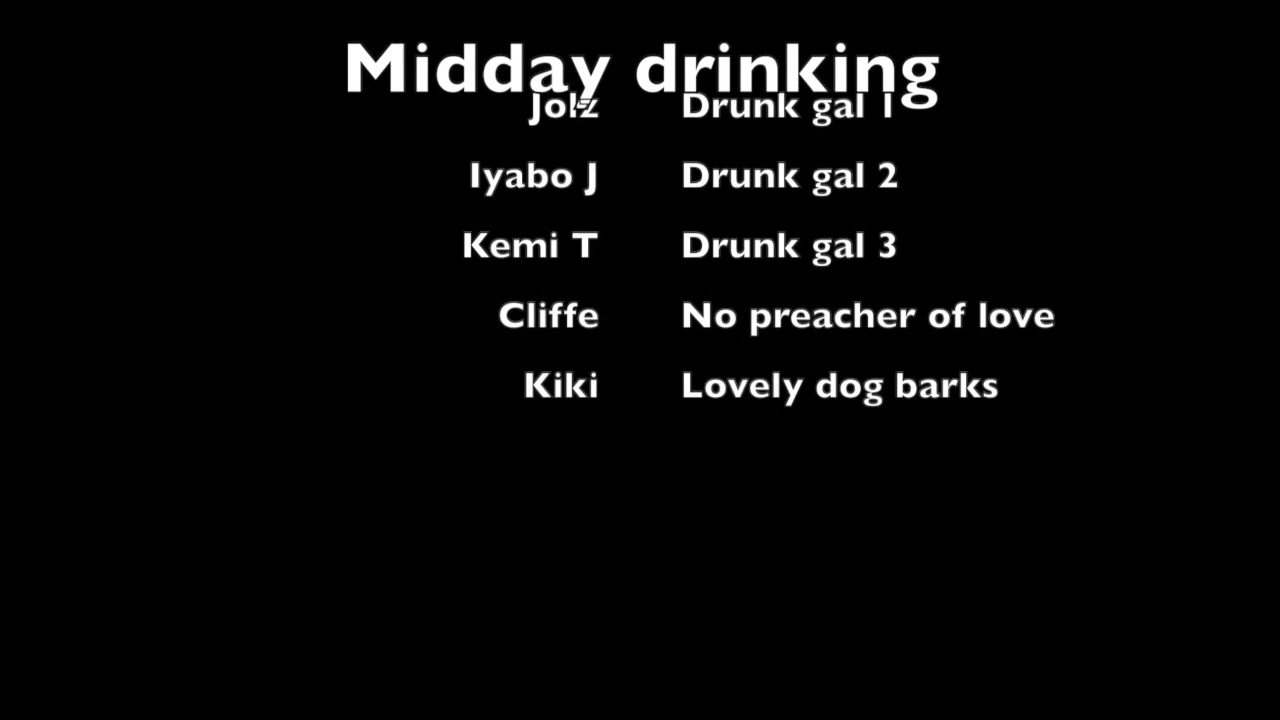 Midday drinking
Jolz Drunk gal 1
Iyabo J Drunk gal 2
Kemi T Drunk gal 3
Cliffe No preacher of love
Kiki Lovely dog barks